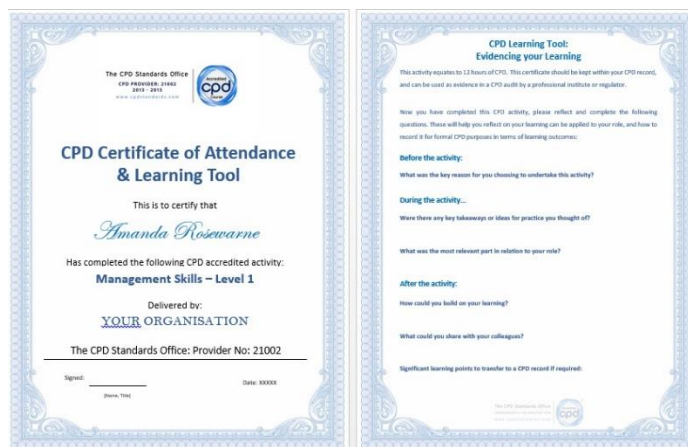 The CPD Standards Office
CPD PROVIDER: 21002
2013 - 2015
www.cpdstandards.com
accredited
cpd
CPD Certificate of Attendance
& Learning Tool
This is to certify that
Amanda Rosewarne
Has completed the following CPD accredited activity:
Management Skills – Level 1
Delivered by:
YOUR ORGANISATION
The CPD Standards Office: Provider No: 21002
Signed:
Date: XXXXX
[Name, Title]
CPD Learning Tool:
Evidencing your Learning
This activity equates to 12 hours of CPD. This certificate should be kept within your CPD record,
and can be used as evidence in a CPD audit by a professional institute or regulator.
Now you have completed this CPD activity, please reflect and complete the following
questions. These will help you reflect on your learning can be applied to your role, and how to
record it for formal CPD purposes in terms of learning outcomes:
Before the activity:
What was the key reason for you choosing to undertake this activity?
During the activity...
Were there any key takeaways or ideas for practice you thought of?
What was the most relevant part in relation to your role?
After the activity:
How could you build on your learning?
What could you share with your colleagues?
Significant learning points to transfer to a CPD record if required:
The CPD Standards Office
cpd